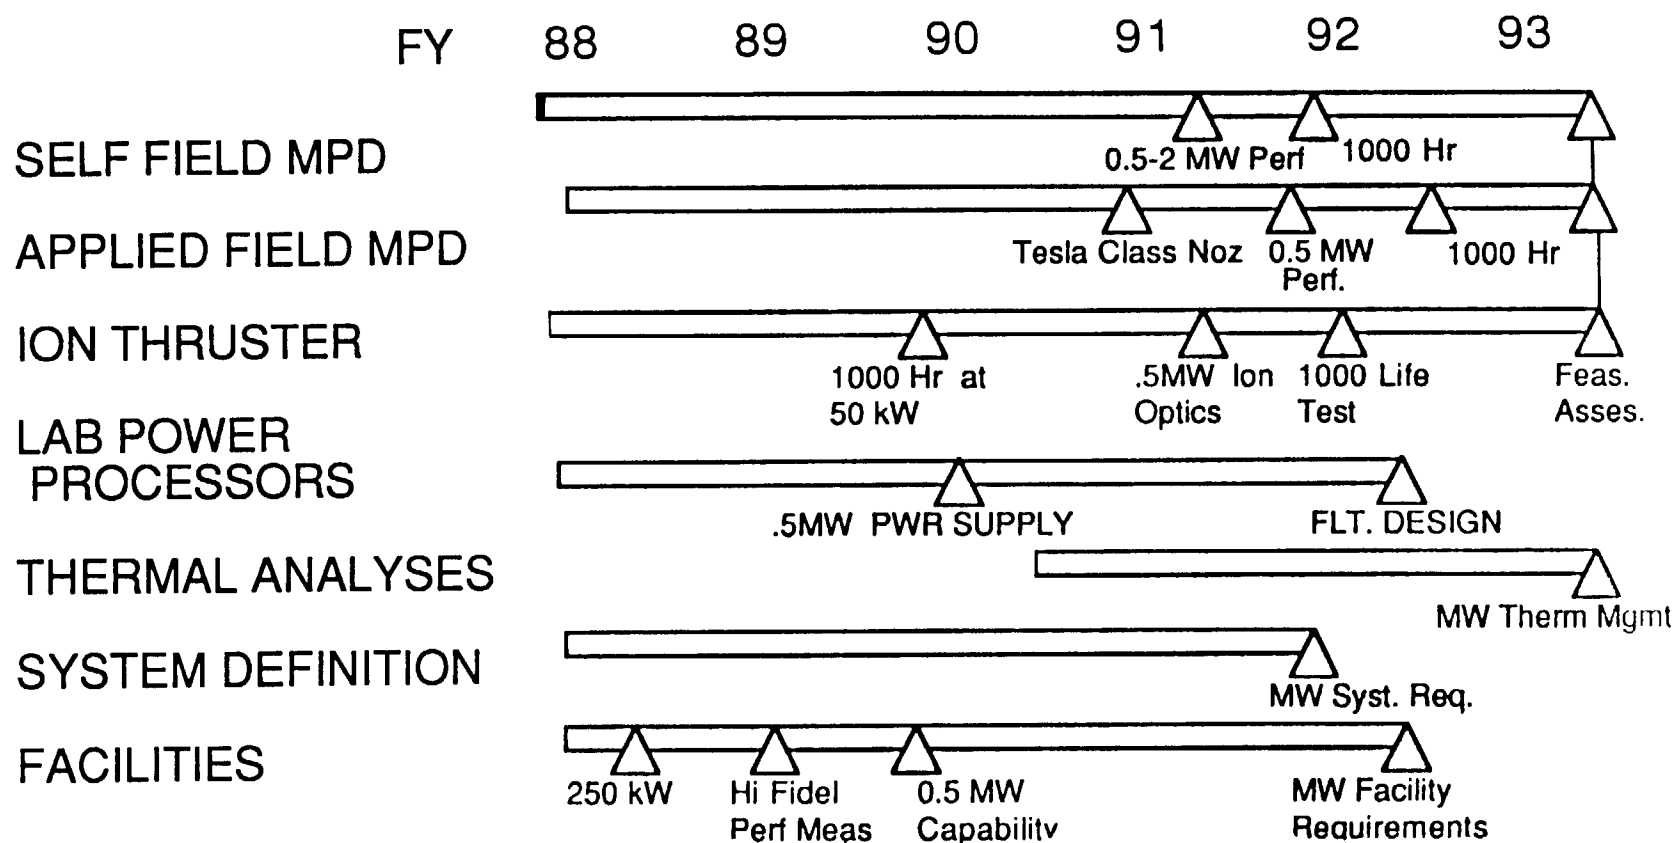 FY 88 89 90 91 92 93
SELF FIELD MPD
0.5-2 MW Perf 1000 Hr
APPLIED FIELD MPD
Tesla Class Noz 0.5 MW 1000 Hr
Perf.
ION THRUSTER
1000 Hr at .5MW Ion 1000 Life Feas.
50 kW Optics Test Asses.
LAB POWER
PROCESSORS
.5MW PWR SUPPLY FLT. DESIGN
THERMAL ANALYSES
MW Therm Mgmt
SYSTEM DEFINITION
MW Syst. Req.
FACILITIES
250 kW Hi Fidel 0.5 MW MW Facility
Perf Meas Capability Requirements